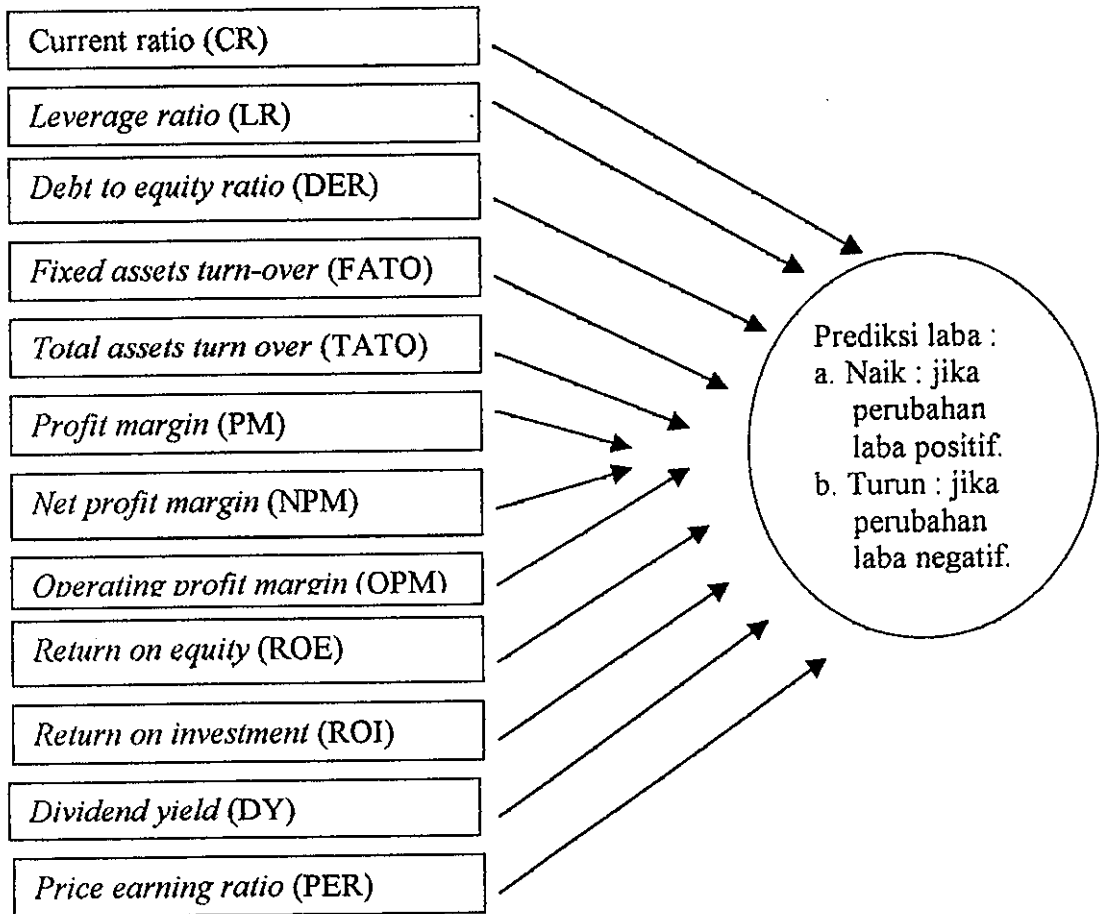 Current ratio (CR)
Leverage ratio (LR)
Debt to equity ratio (DER)
Fixed assets turn-over (FATO)
Total assets turn over (TATO)
Profit margin (PM)
Net profit margin (NPM)
Operating profit margin (OPM)
Return on equity (ROE)
Return on investment (ROI)
Dividend yield (DY)
Price earning ratio (PER)
Prediksi laba :
a. Naik : jika
perubahan
laba positif.
b. Turun : jika
perubahan
laba negatif.